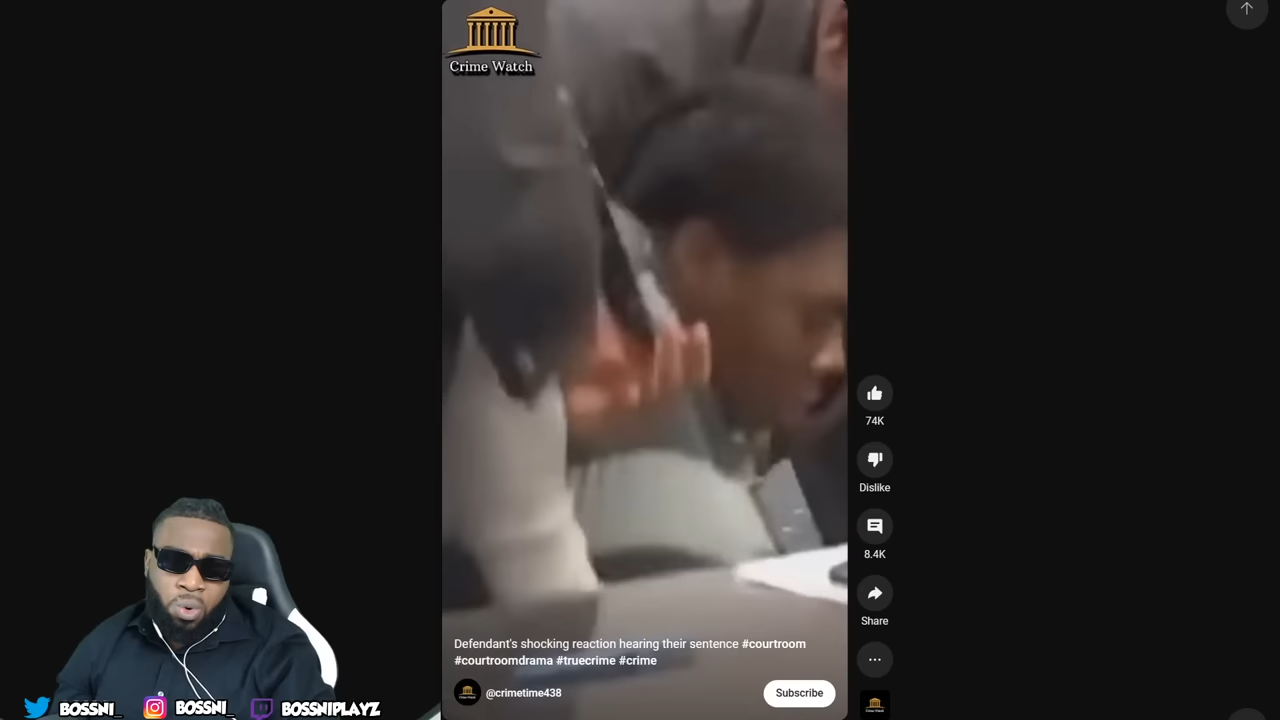 Crime Watch
74K
Dislike
8.4K
Share
Defendant's shocking reaction hearing their sentence #courtroom
#courtroomdrama #truecrime #crime
@crimetime438
Subscribe
BOSSNI_
BOSSNI_
BOSSNIPLAYZ